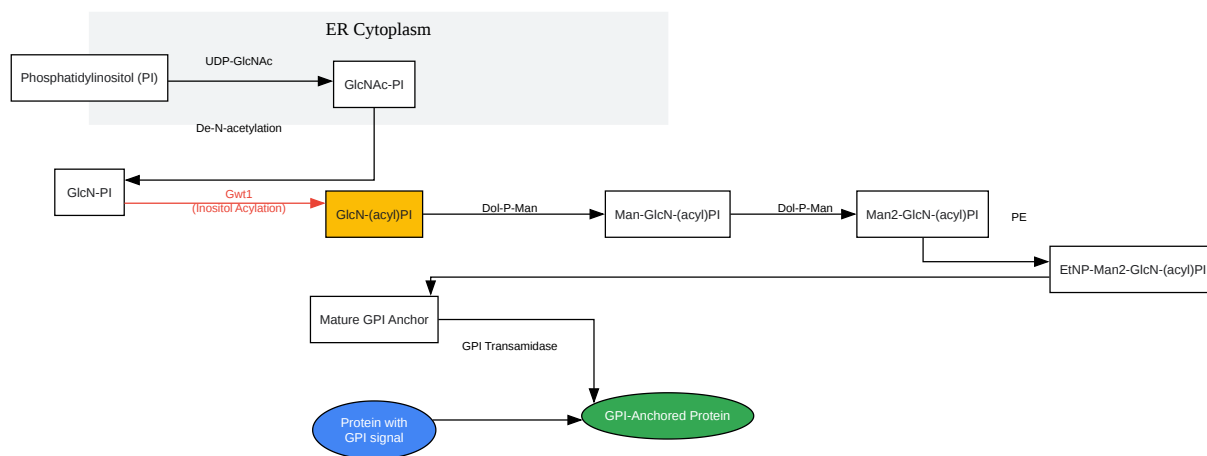 ER Cytoplasm
Phosphatidylinositol (PI)
UDP-GlcNAc
GlcNAc-PI
De-N-acetylation
GlcN-PI
Gwt1
(Inositol Acylation)
GlcN-(acyl)PI
Dol-P-Man
Man-GlcN-(acyl)PI
Dol-P-Man
Man2-GlcN-(acyl)PI
PE
EtNP-Man2-GlcN-(acyl)PI
Mature GPI Anchor
GPI Transamidase
Protein with
GPI signal
GPI-Anchored Protein